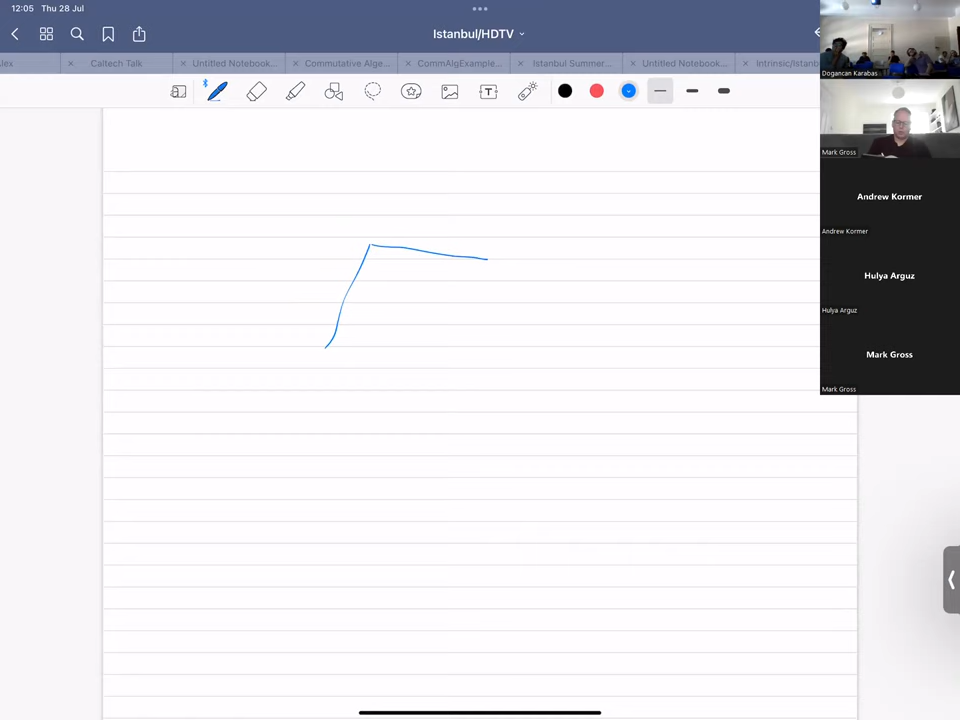 12:05 Thu 28 Jul
Istanbul/HDTV
lex
Caltech Talk
Untitled Notebook...
Commutative Alge...
CommAlgExample...
Istanbul Summer...
Untitled Notebook...
Intrinsic/Istanb
T
Dogancan Karabas
Mark Gross
Andrew Kormer
Andrew Kormer
Hulya Arguz
Hulya Arguz
Mark Gross
Mark Gross